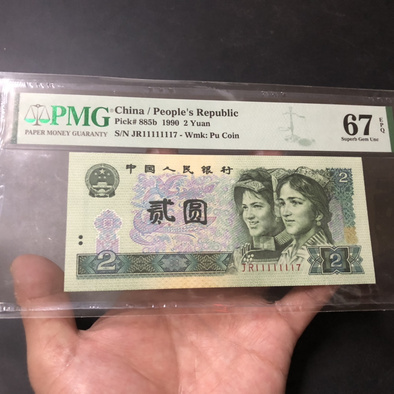 PMG
PAPER MONEY GUARANTY
China / People's Republic
Pick# 885b 1990 2 Yuan
S/N JR11111117 - Wmk: Pu Coin
67 EPQ
Superb Gem Unc
中国人民银行
贰圆
2
JR11111117
2
2